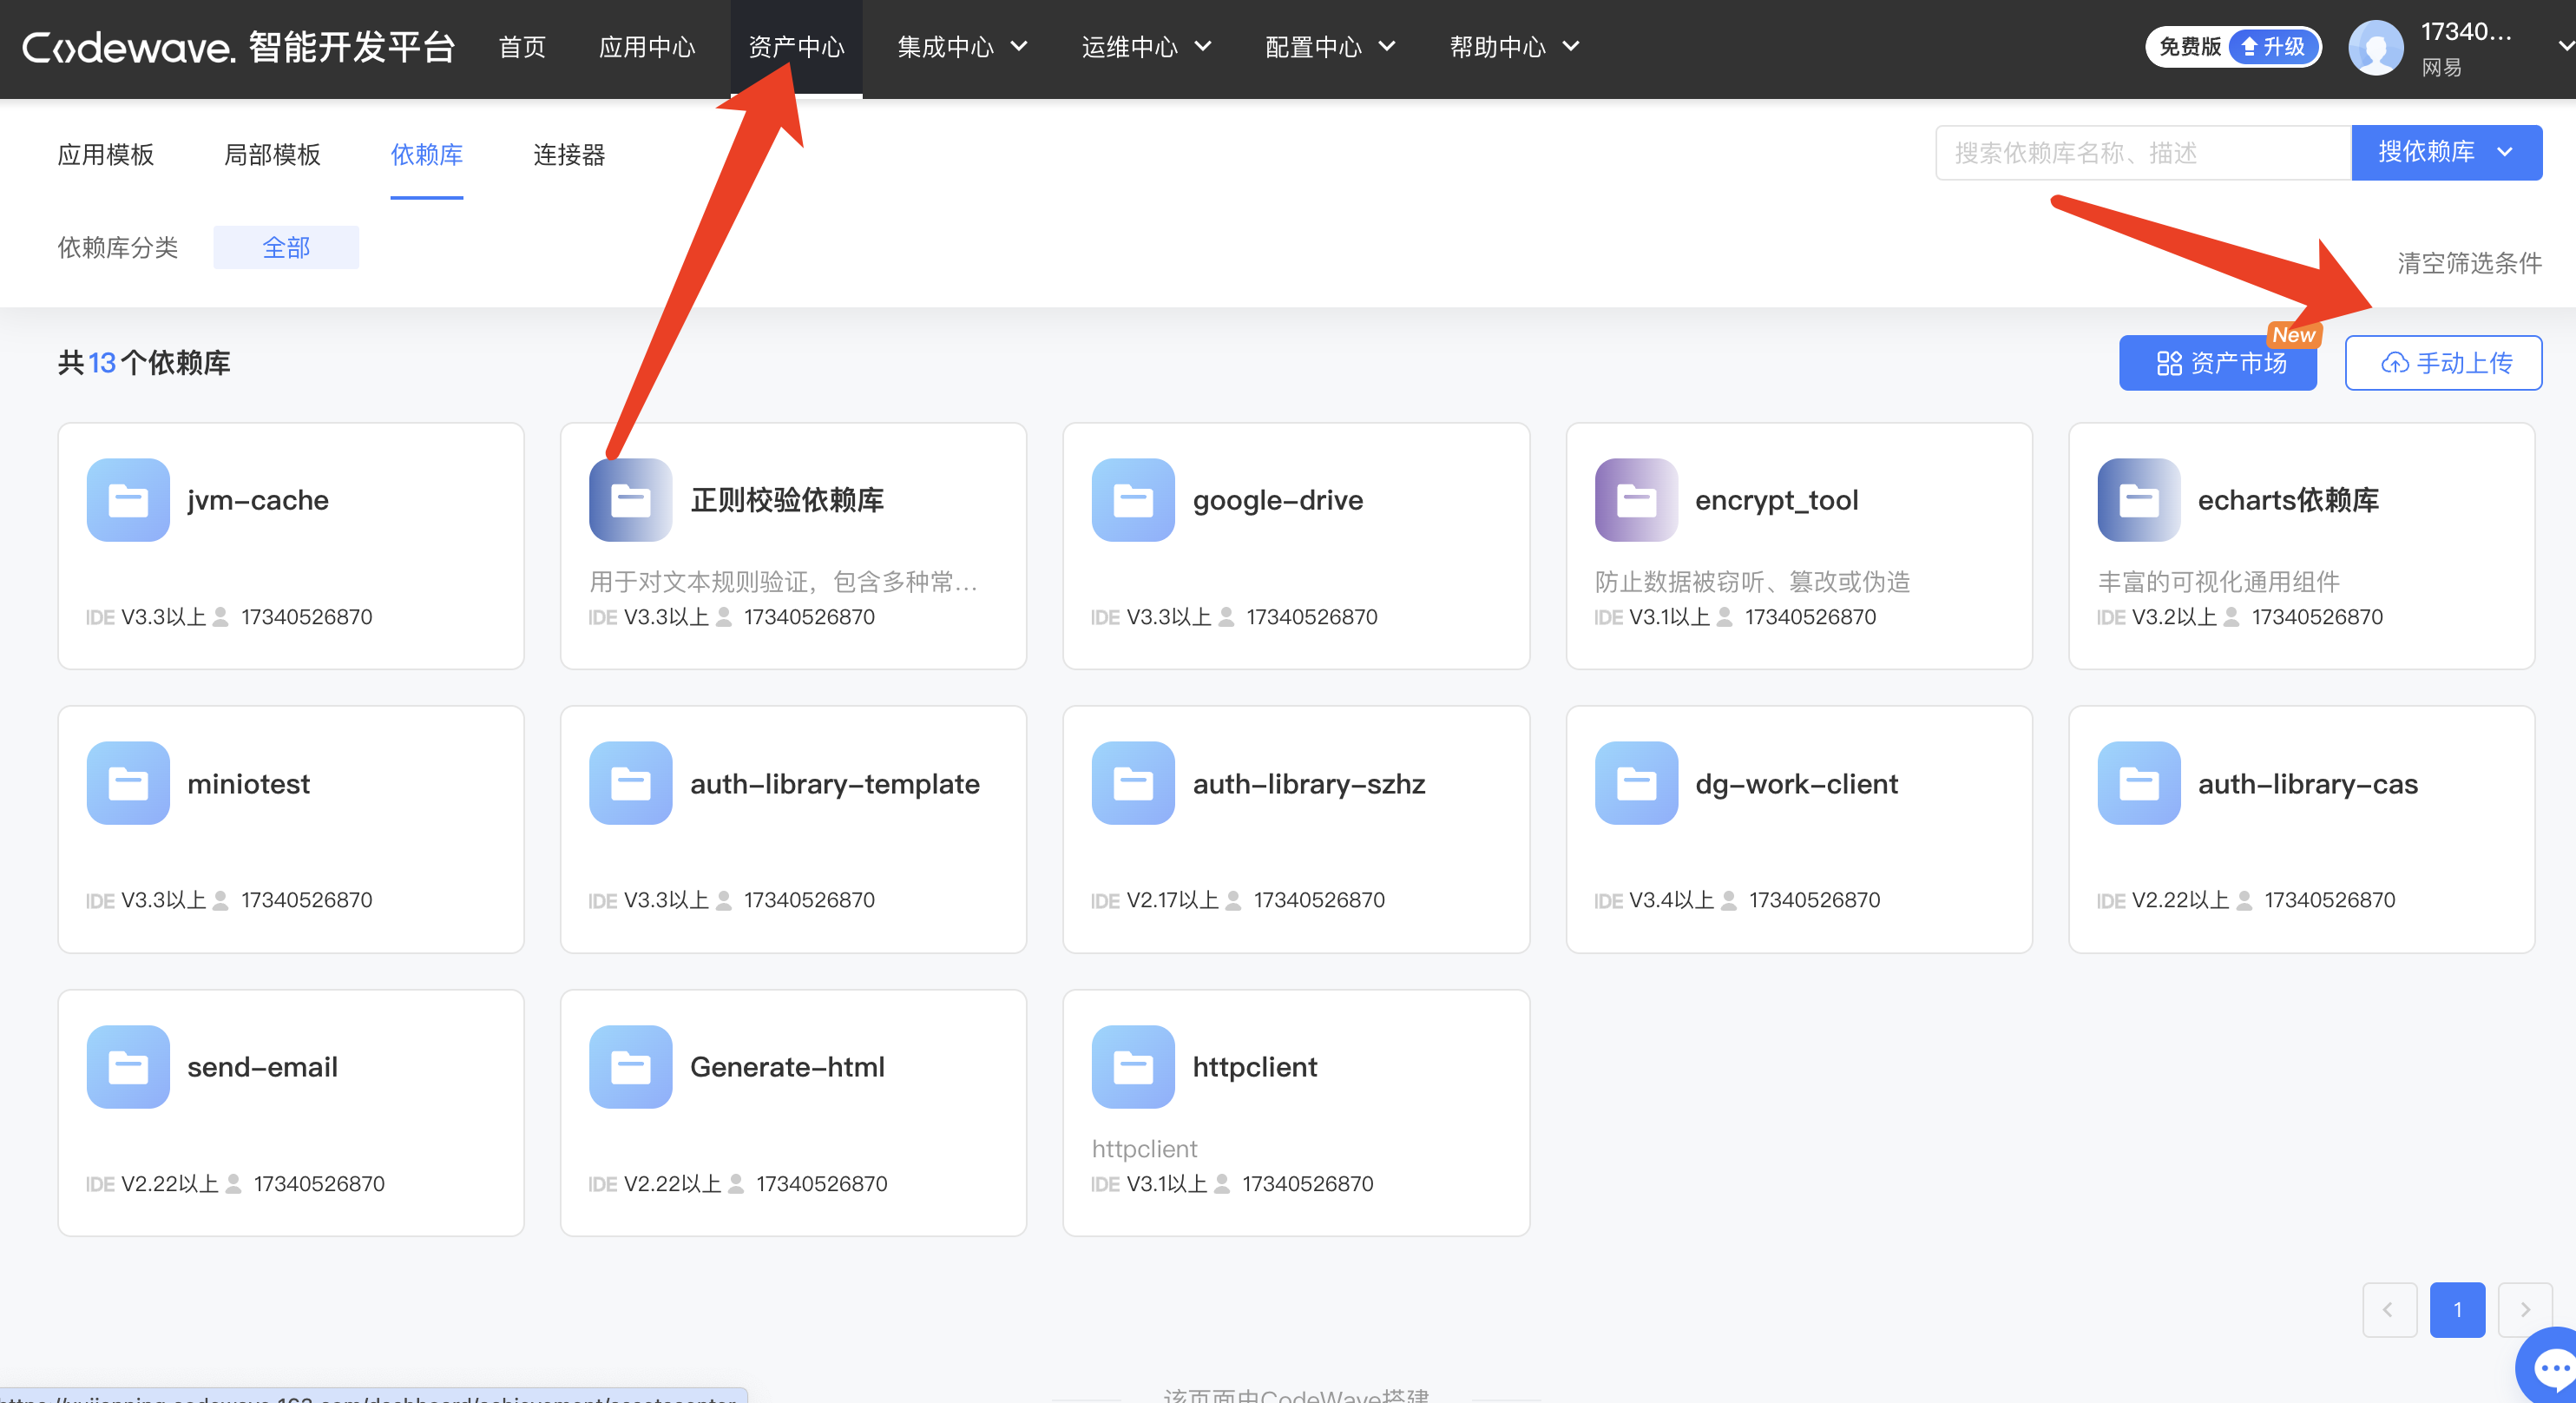 Codewave. 智能开发平台 首页 应用中心 资产中心 集成中心 运维中心 配置中心 帮助中心 免费版 升级 17340...
网易
应用模板 局部模板 依赖库 连接器 搜索依赖库名称、描述 搜依赖库
依赖库分类 全部 清空筛选条件
共13个依赖库 资产市场 New 手动上传
jvm-cache
IDE V3.3以上 17340526870
正则校验依赖库
用于对文本规则验证，包含多种常...
IDE V3.3以上 17340526870
google-drive
IDE V3.3以上 17340526870
encrypt_tool
防止数据被窃听、篡改或伪造
IDE V3.1以上 17340526870
echarts依赖库
丰富的可视化通用组件
IDE V3.2以上 17340526870
miniotest
IDE V3.3以上 17340526870
auth-library-template
IDE V3.3以上 17340526870
auth-library-szhz
IDE V2.17以上 17340526870
dg-work-client
IDE V3.4以上 17340526870
auth-library-cas
IDE V2.22以上 17340526870
send-email
IDE V2.22以上 17340526870
Generate-html
IDE V2.22以上 17340526870
httpclient
httpclient
IDE V3.1以上 17340526870
1
该页面由CodeWave搭建